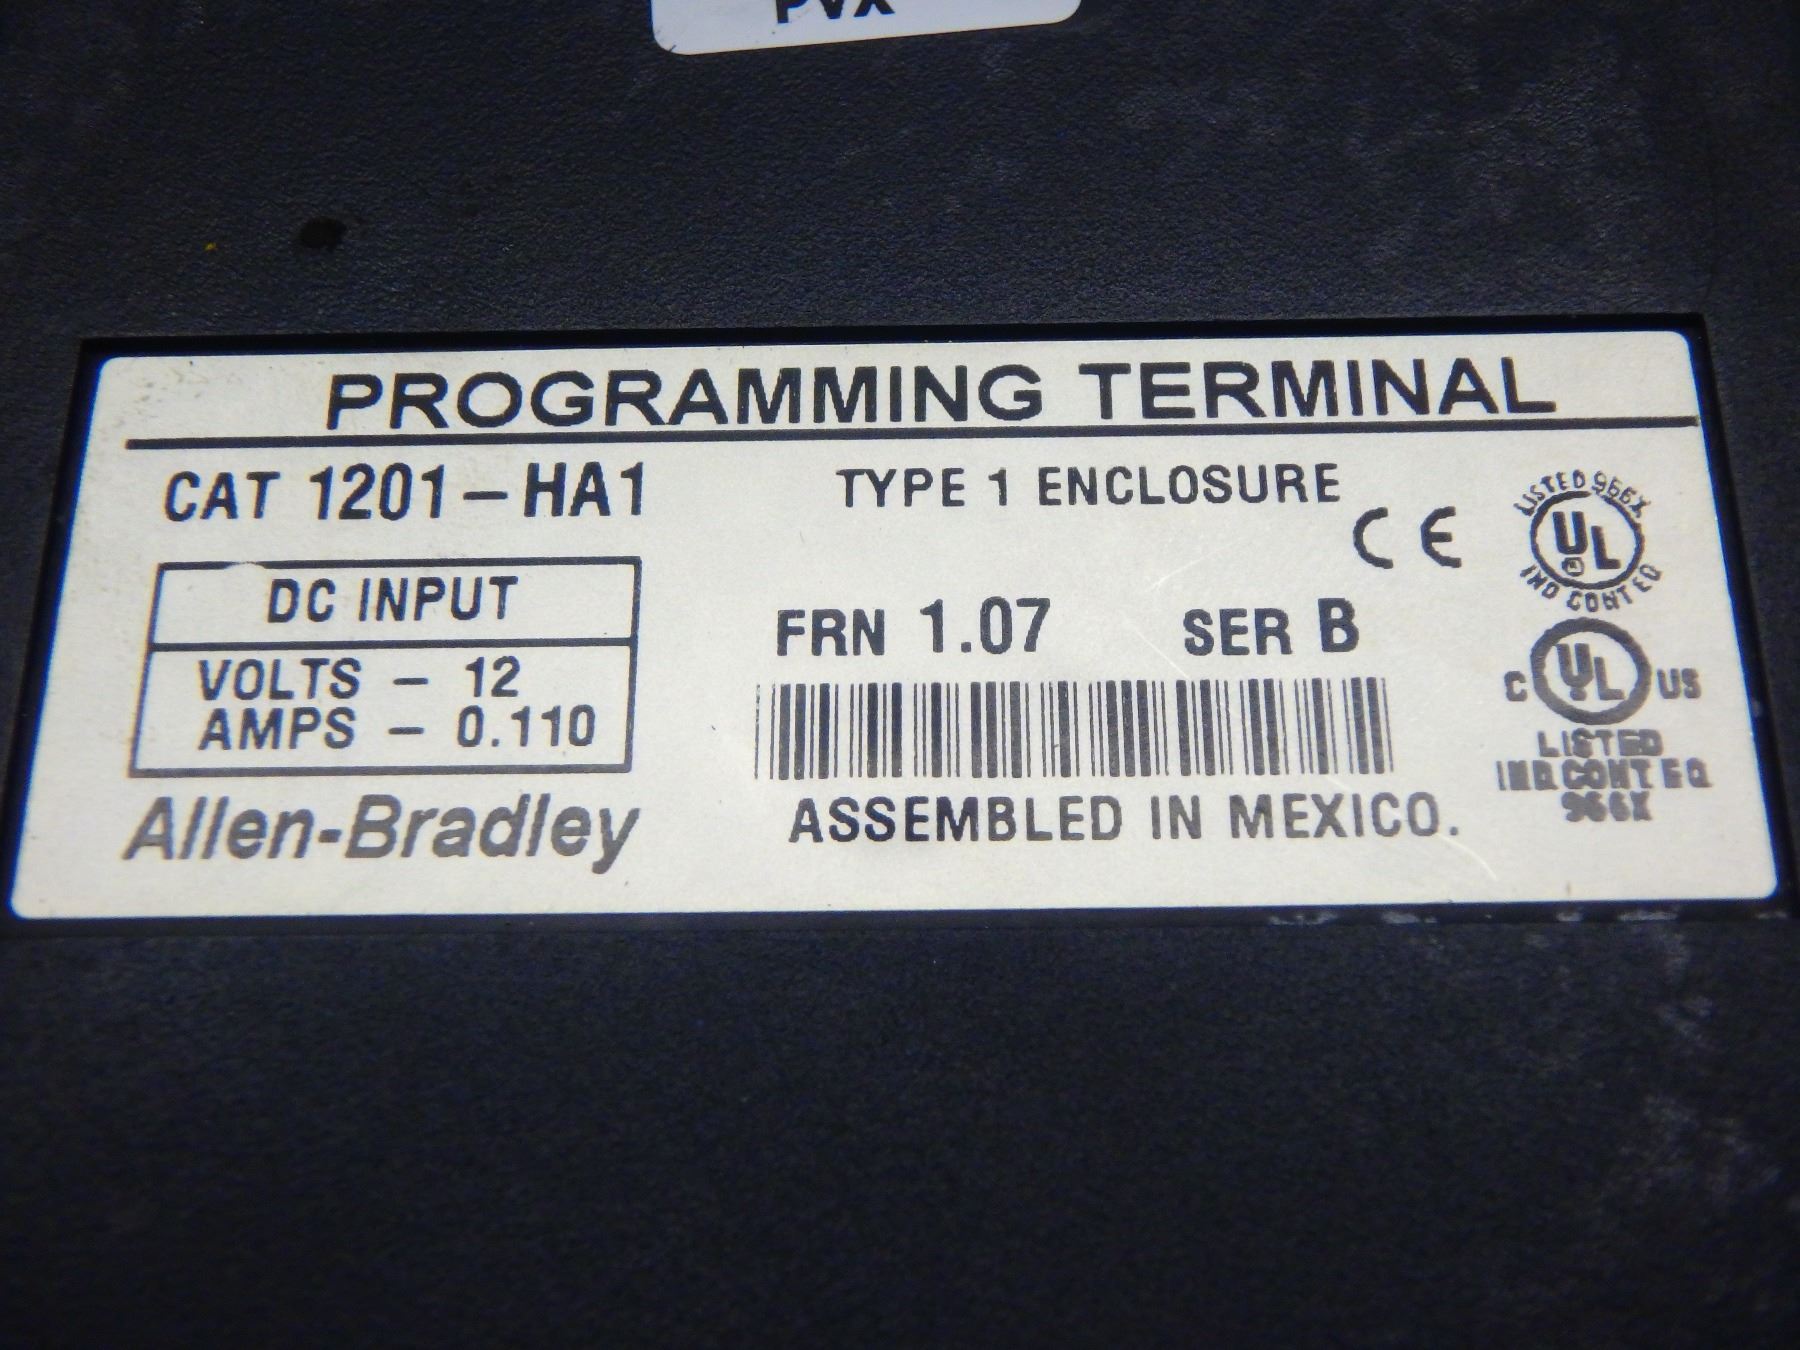 PVX
PROGRAMMING TERMINAL
CAT 1201-HA1
TYPE 1 ENCLOSURE
CE
LISTED 966X
UL
IND CONT EQ
DC INPUT
VOLTS - 12
AMPS - 0.110
FRN 1.07 SER B
C UL US
LISTED
IND CONT EQ
966X
Allen-Bradley
ASSEMBLED IN MEXICO.